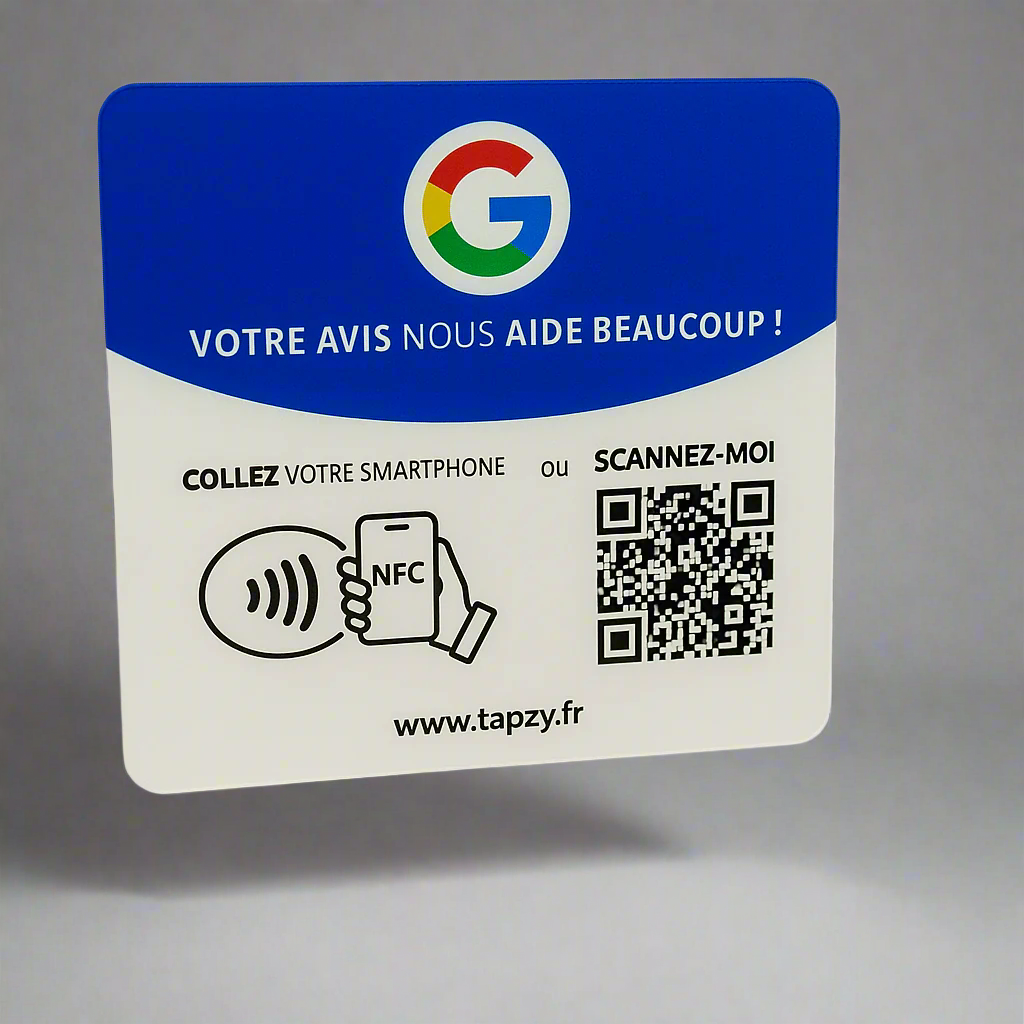 VOTRE AVIS NOUS AIDE BEAUCOUP !
COLLEZ VOTRE SMARTPHONE ou SCANNEZ-MOI
NFC
www.tapzy.fr